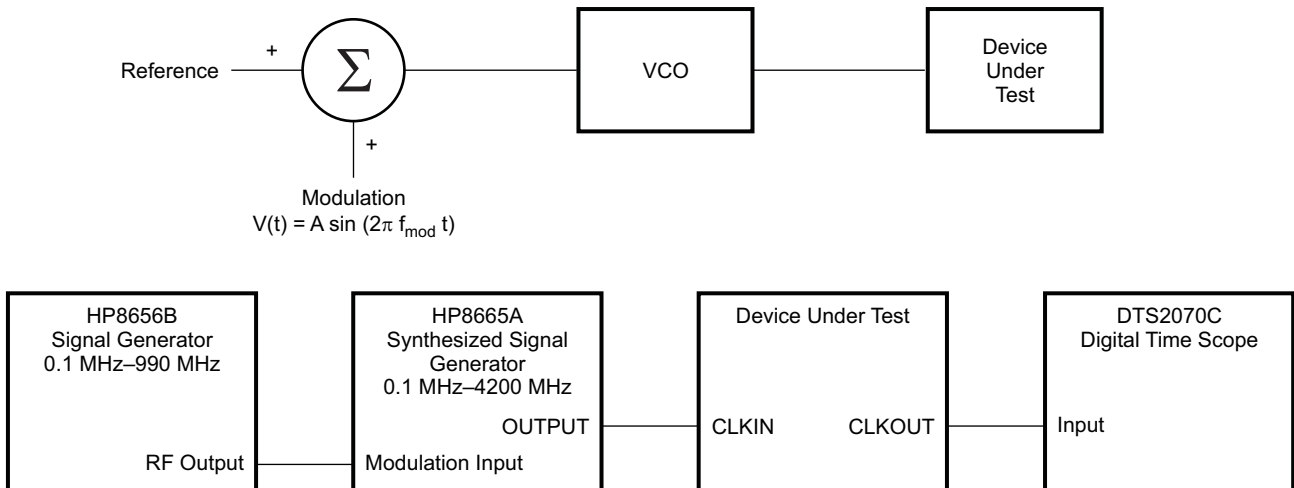 Reference
+
Σ
+
VCO
Device
Under
Test
Modulation
V(t) = A sin (2π f_mod t)
HP8656B
Signal Generator
0.1 MHz–990 MHz
RF Output
HP8665A
Synthesized Signal
Generator
0.1 MHz–4200 MHz
OUTPUT
Modulation Input
Device Under Test
CLKIN
CLKOUT
DTS2070C
Digital Time Scope
Input